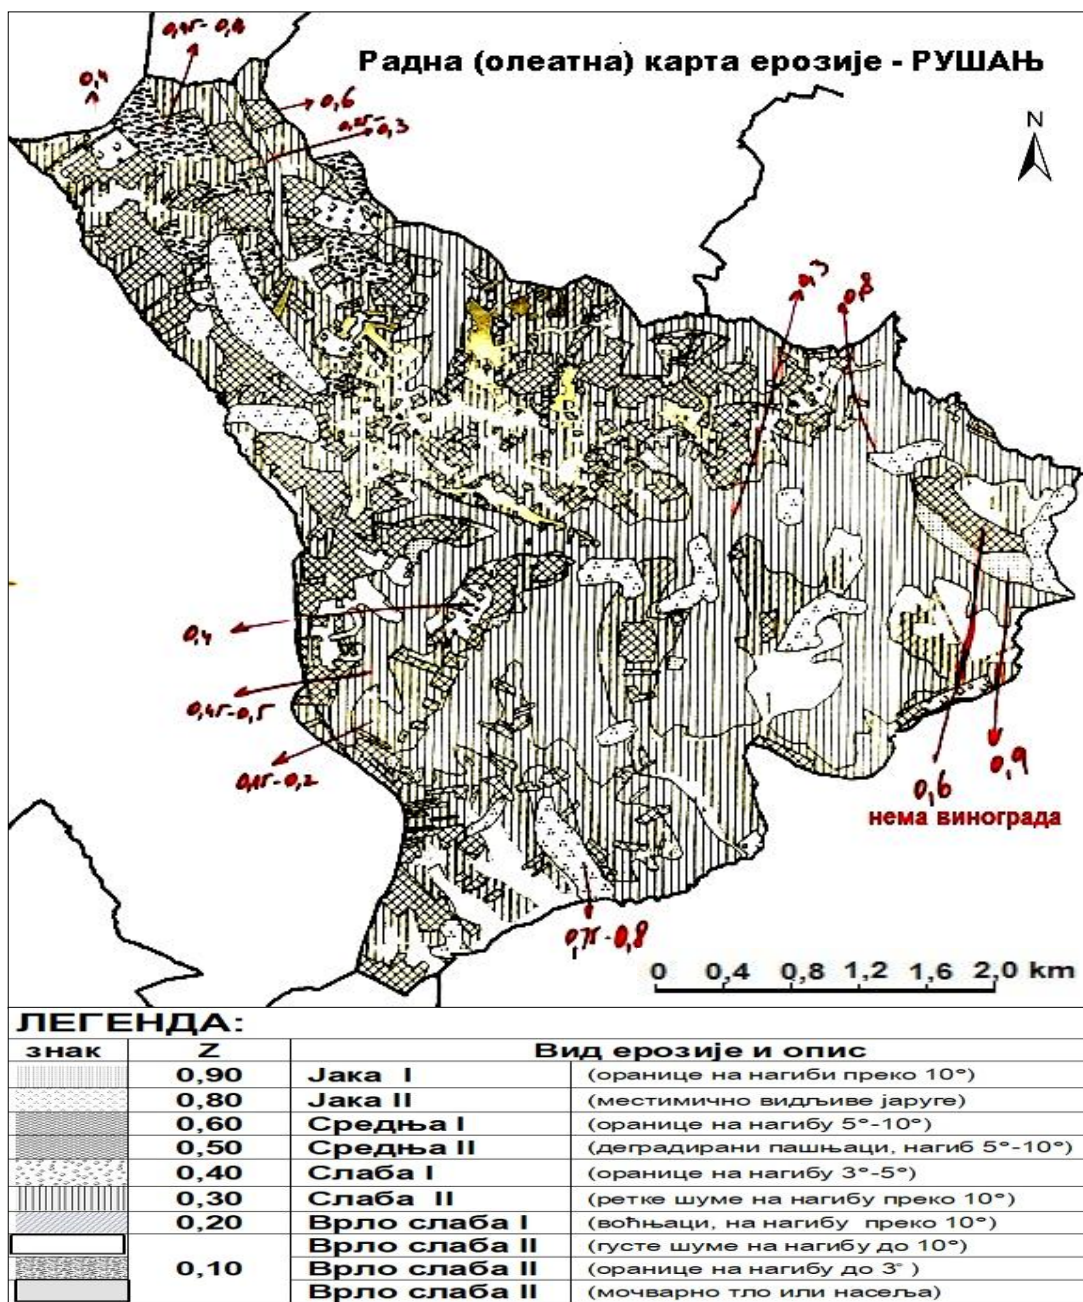 0,45-0,4
Радна (олеатна) карта ерозије - РУШАЊ
0,4
0,6
0,25-
0,3
N
0,7
0,8
0,4
0,45-0,5
0,15-0,2
0,6
0,9
нема винограда
0,75-0,8
0 0,4 0,8 1,2 1,6 2,0 km
ЛЕГЕНДА:
знак Z Вид ерозије и опис
0,90 Јака I (оранице на нагиби преко 10°)
0,80 Јака II (местимично видљиве јаруге)
0,60 Средња I (оранице на нагибу 5°-10°)
0,50 Средња II (деградирани пашњаци, нагиб 5°-10°)
0,40 Слаба I (оранице на нагибу 3°-5°)
0,30 Слаба II (ретке шуме на нагибу преко 10°)
0,20 Врло слаба I (воћњаци, на нагибу преко 10°)
Врло слаба II (густе шуме на нагибу до 10°)
0,10 Врло слаба II (оранице на нагибу до 3°)
Врло слаба II (мочварно тло или насеља)